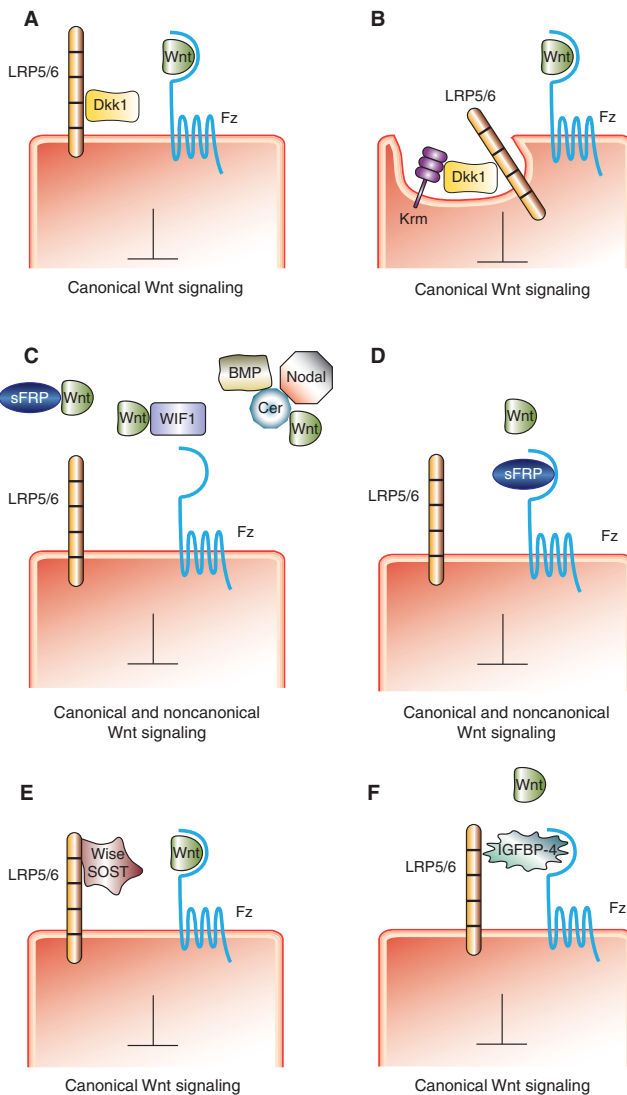 A
LRP5/6
Wnt
Dkk1
Fz
Canonical Wnt signaling
B
Wnt
LRP5/6
Fz
Dkk1
Krm
Canonical Wnt signaling
C
sFRP
Wnt
Wnt
WIF1
BMP
Nodal
Cer
Wnt
LRP5/6
Fz
Canonical and noncanonical
Wnt signaling
D
Wnt
sFRP
LRP5/6
Fz
Canonical and noncanonical
Wnt signaling
E
Wise
SOST
Wnt
LRP5/6
Fz
Canonical Wnt signaling
F
Wnt
IGFBP-4
LRP5/6
Fz
Canonical Wnt signaling